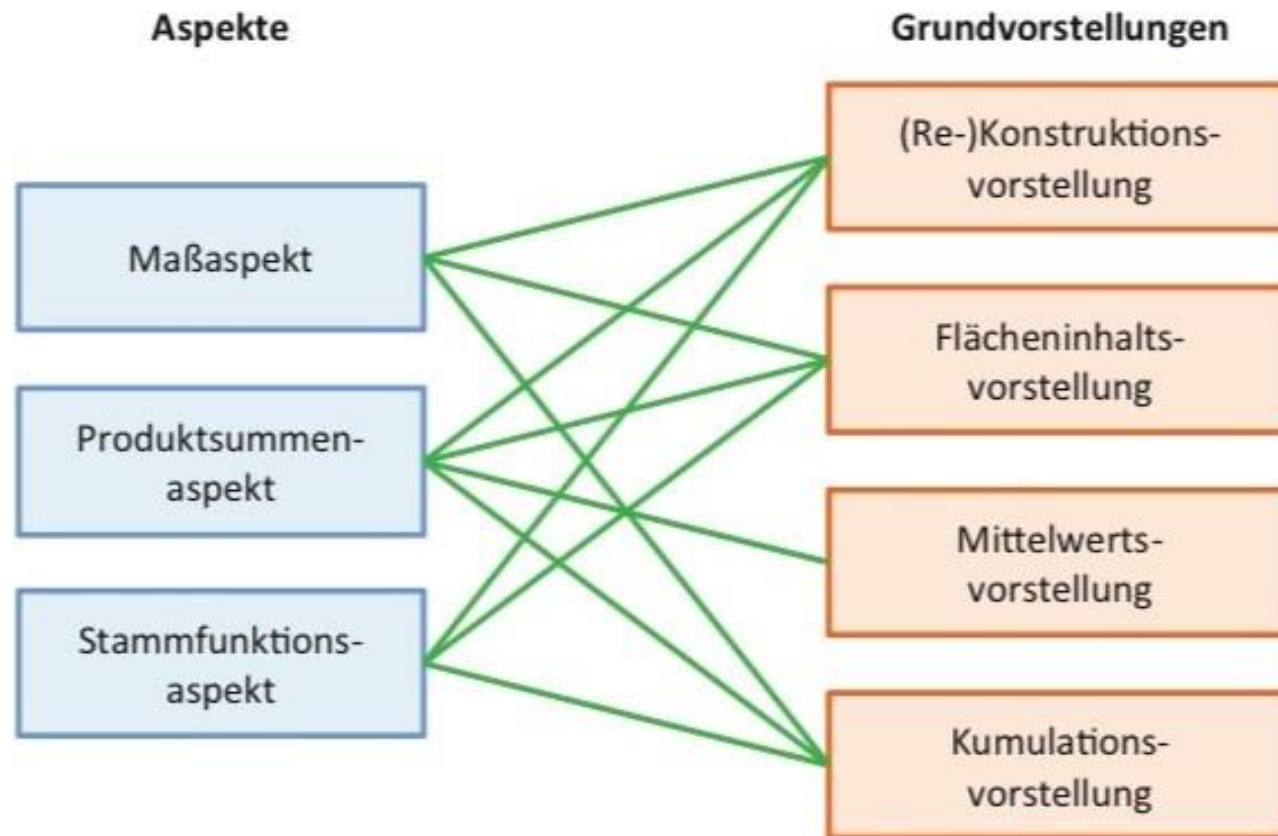 Aspekte
Maßaspekt
Produktsummen-
aspekt
Stammfunktions-
aspekt
Grundvorstellungen
(Re-)Konstruktions-
vorstellung
Flächeninhalts-
vorstellung
Mittelwerts-
vorstellung
Kumulations-
vorstellung